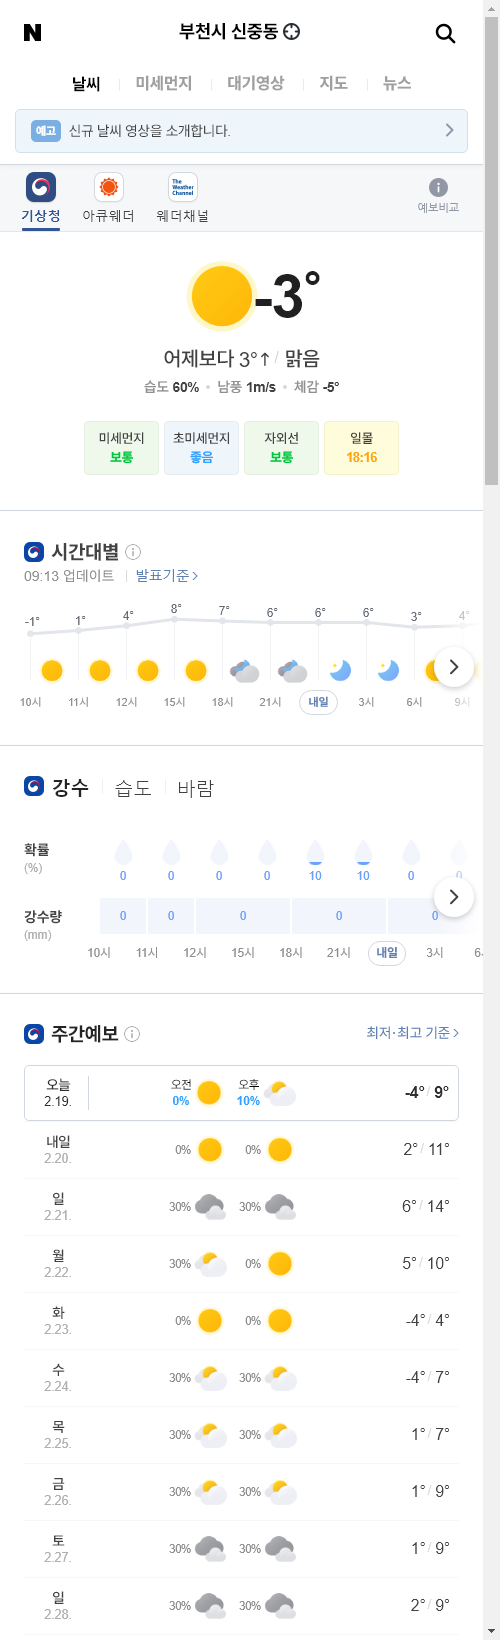 N
부천시 신중동
날씨 미세먼지 대기영상 지도 뉴스
예고 신규 날씨 영상을 소개합니다.
The Weather Channel
기상청 아큐웨더 웨더채널 예보비교
-3°
어제보다 3°↑ / 맑음
습도 60% 남풍 1m/s 체감 -5°
미세먼지 초미세먼지 자외선 일몰
보통 좋음 보통 18:16
시간대별
09:13 업데이트 발표기준
-1° 1° 4° 8° 7° 6° 6° 6° 3° 4°
10시 11시 12시 15시 18시 21시 내일 3시 6시 9시
강수 습도 바람
확률
(%)
0 0 0 0 10 10 0 0
강수량
(mm)
0 0 0 0 0
10시 11시 12시 15시 18시 21시 내일 3시 6
주간예보
최저·최고 기준
오늘 오전 오후 -4° / 9°
2.19. 0% 10%
내일 0% 0% 2° / 11°
2.20.
일 30% 30% 6° / 14°
2.21.
월 30% 0% 5° / 10°
2.22.
화 0% 0% -4° / 4°
2.23.
수 30% 30% -4° / 7°
2.24.
목 30% 30% 1° / 7°
2.25.
금 30% 30% 1° / 9°
2.26.
토 30% 30% 1° / 9°
2.27.
일 30% 30% 2° / 9°
2.28.